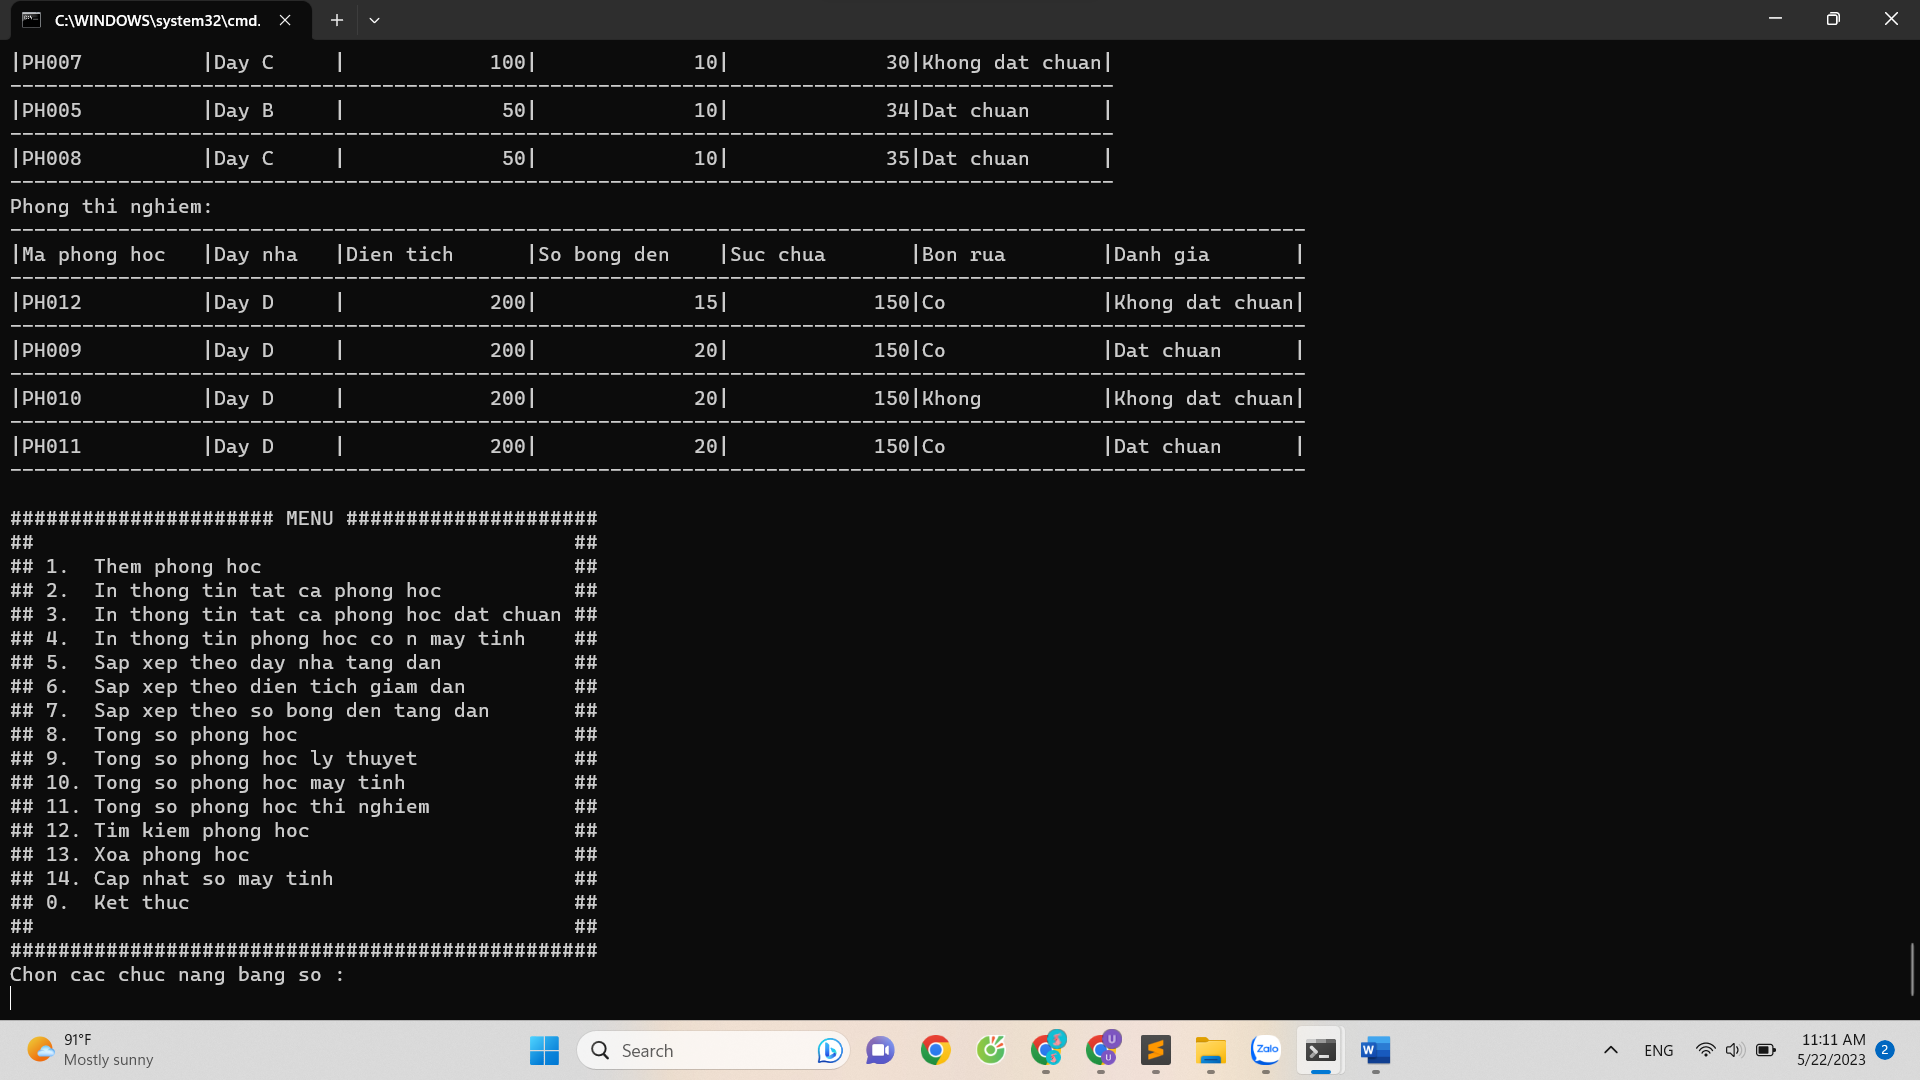 C:\WINDOWS\system32\cmd.
|PH007          |Day C     |            100|             10|             30|Khong dat chuan|
--------------------------------------------------------------------------------------------
|PH005          |Day B     |             50|             10|             34|Dat chuan      |
--------------------------------------------------------------------------------------------
|PH008          |Day C     |             50|             10|             35|Dat chuan      |
--------------------------------------------------------------------------------------------
Phong thi nghiem:
------------------------------------------------------------------------------------------------------------
|Ma phong hoc   |Day nha   |Dien tich      |So bong den    |Suc chua       |Bon rua        |Danh gia       |
------------------------------------------------------------------------------------------------------------
|PH012          |Day D     |            200|             15|            150|Co             |Khong dat chuan|
------------------------------------------------------------------------------------------------------------
|PH009          |Day D     |            200|             20|            150|Co             |Dat chuan      |
------------------------------------------------------------------------------------------------------------
|PH010          |Day D     |            200|             20|            150|Khong          |Khong dat chuan|
------------------------------------------------------------------------------------------------------------
|PH011          |Day D     |            200|             20|            150|Co             |Dat chuan      |
------------------------------------------------------------------------------------------------------------
###################### MENU #####################
##                                             ##
## 1.  Them phong hoc                          ##
## 2.  In thong tin tat ca phong hoc           ##
## 3.  In thong tin tat ca phong hoc dat chuan ##
## 4.  In thong tin phong hoc co n may tinh    ##
## 5.  Sap xep theo day nha tang dan           ##
## 6.  Sap xep theo dien tich giam dan         ##
## 7.  Sap xep theo so bong den tang dan       ##
## 8.  Tong so phong hoc                       ##
## 9.  Tong so phong hoc ly thuyet             ##
## 10. Tong so phong hoc may tinh              ##
## 11. Tong so phong hoc thi nghiem            ##
## 12. Tim kiem phong hoc                      ##
## 13. Xoa phong hoc                           ##
## 14. Cap nhat so may tinh                    ##
## 0.  Ket thuc                                ##
##                                             ##
#################################################
Chon cac chuc nang bang so :
91°F
Mostly sunny
Search
U
U
Zalo
W
ENG
11:11 AM
5/22/2023
2